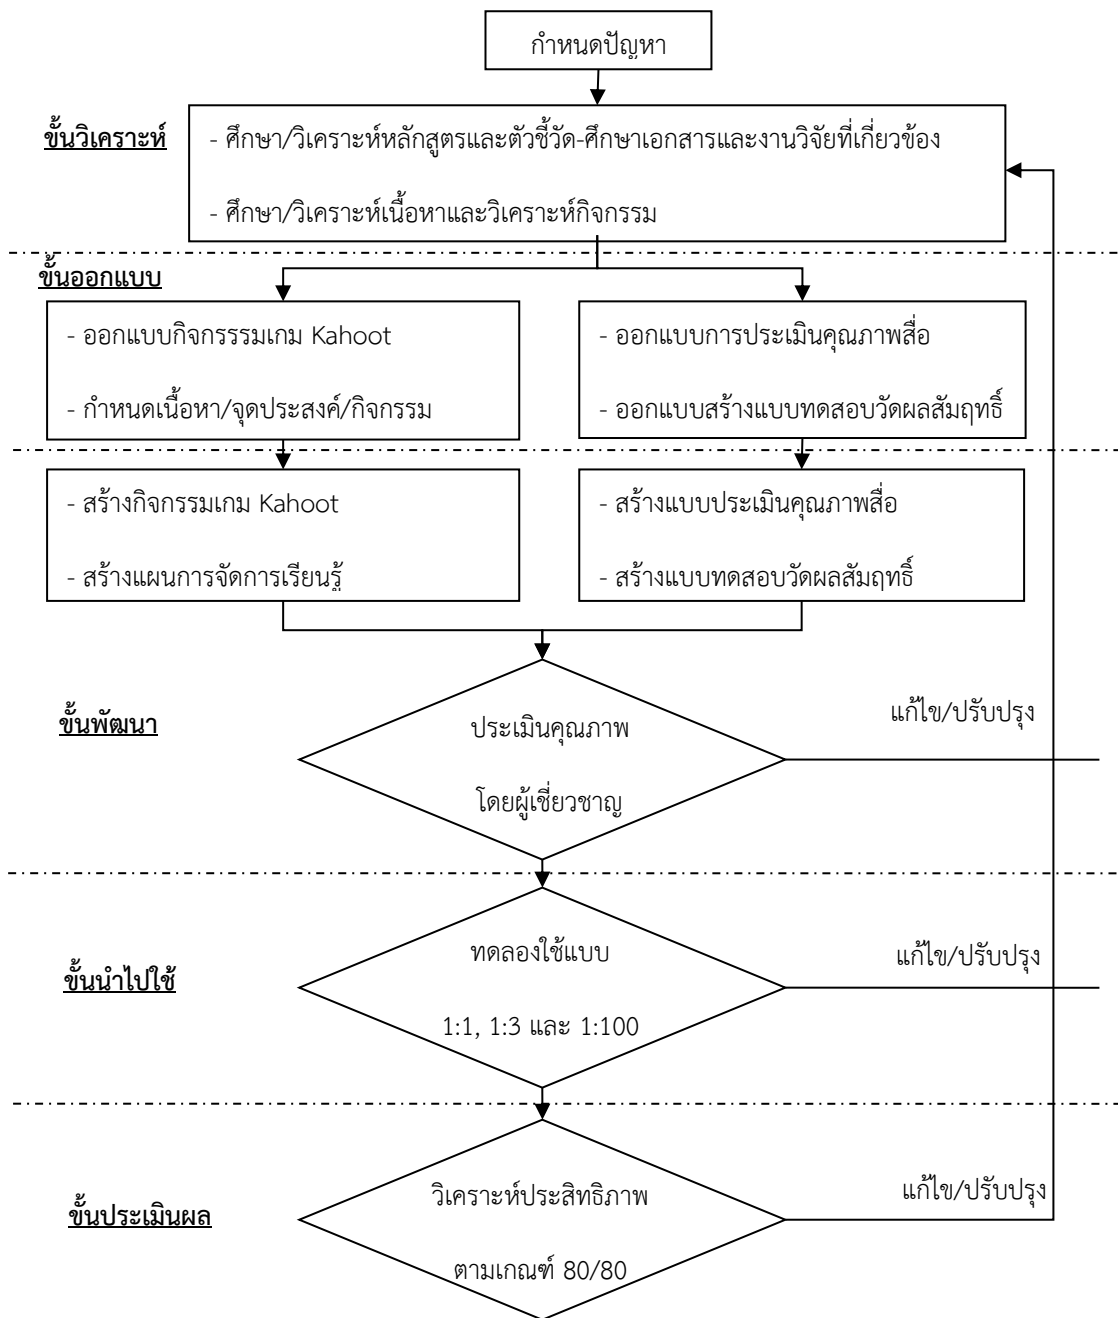 กำหนดปัญหา
ขั้นวิเคราะห์
- ศึกษา/วิเคราะห์หลักสูตรและตัวชี้วัด-ศึกษาเอกสารและงานวิจัยที่เกี่ยวข้อง
- ศึกษา/วิเคราะห์เนื้อหาและวิเคราะห์กิจกรรม
ขั้นออกแบบ
- ออกแบบกิจกรรรมเกม Kahoot
- กำหนดเนื้อหา/จุดประสงค์/กิจกรรม
- ออกแบบการประเมินคุณภาพสื่อ
- ออกแบบสร้างแบบทดสอบวัดผลสัมฤทธิ์
- สร้างกิจกรรมเกม Kahoot
- สร้างแผนการจัดการเรียนรู้
- สร้างแบบประเมินคุณภาพสื่อ
- สร้างแบบทดสอบวัดผลสัมฤทธิ์
ขั้นพัฒนา
ประเมินคุณภาพ
โดยผู้เชี่ยวชาญ
แก้ไข/ปรับปรุง
ขั้นนำไปใช้
ทดลองใช้แบบ
1:1, 1:3 และ 1:100
แก้ไข/ปรับปรุง
ขั้นประเมินผล
วิเคราะห์ประสิทธิภาพ
ตามเกณฑ์ 80/80
แก้ไข/ปรับปรุง